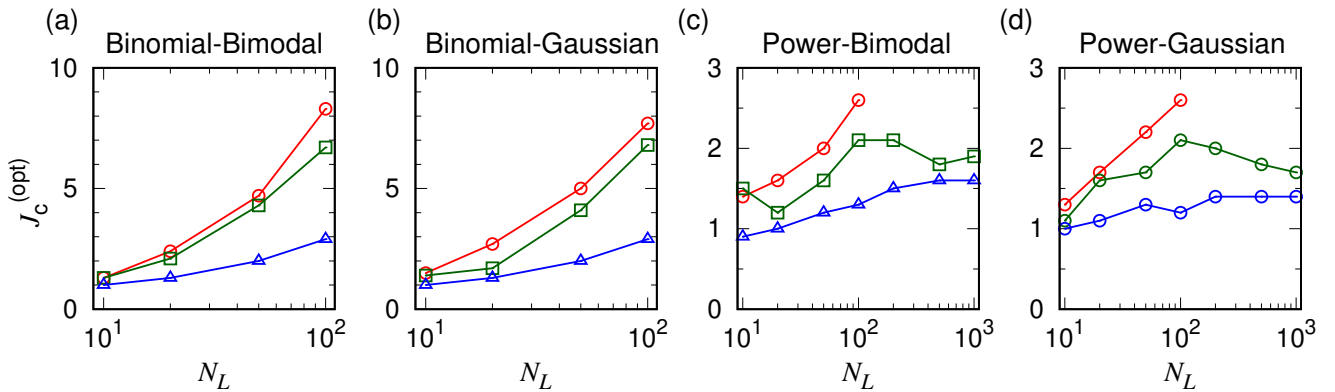 (a) (b) (c) (d)
Binomial-Bimodal Binomial-Gaussian Power-Bimodal Power-Gaussian
10 10 3 3
2 2
5 5
1 1
0 0 0 0
J_c^(opt)
10^1 10^2 10^1 10^2 10^1 10^2 10^3 10^1 10^2 10^3
N_L N_L N_L N_L